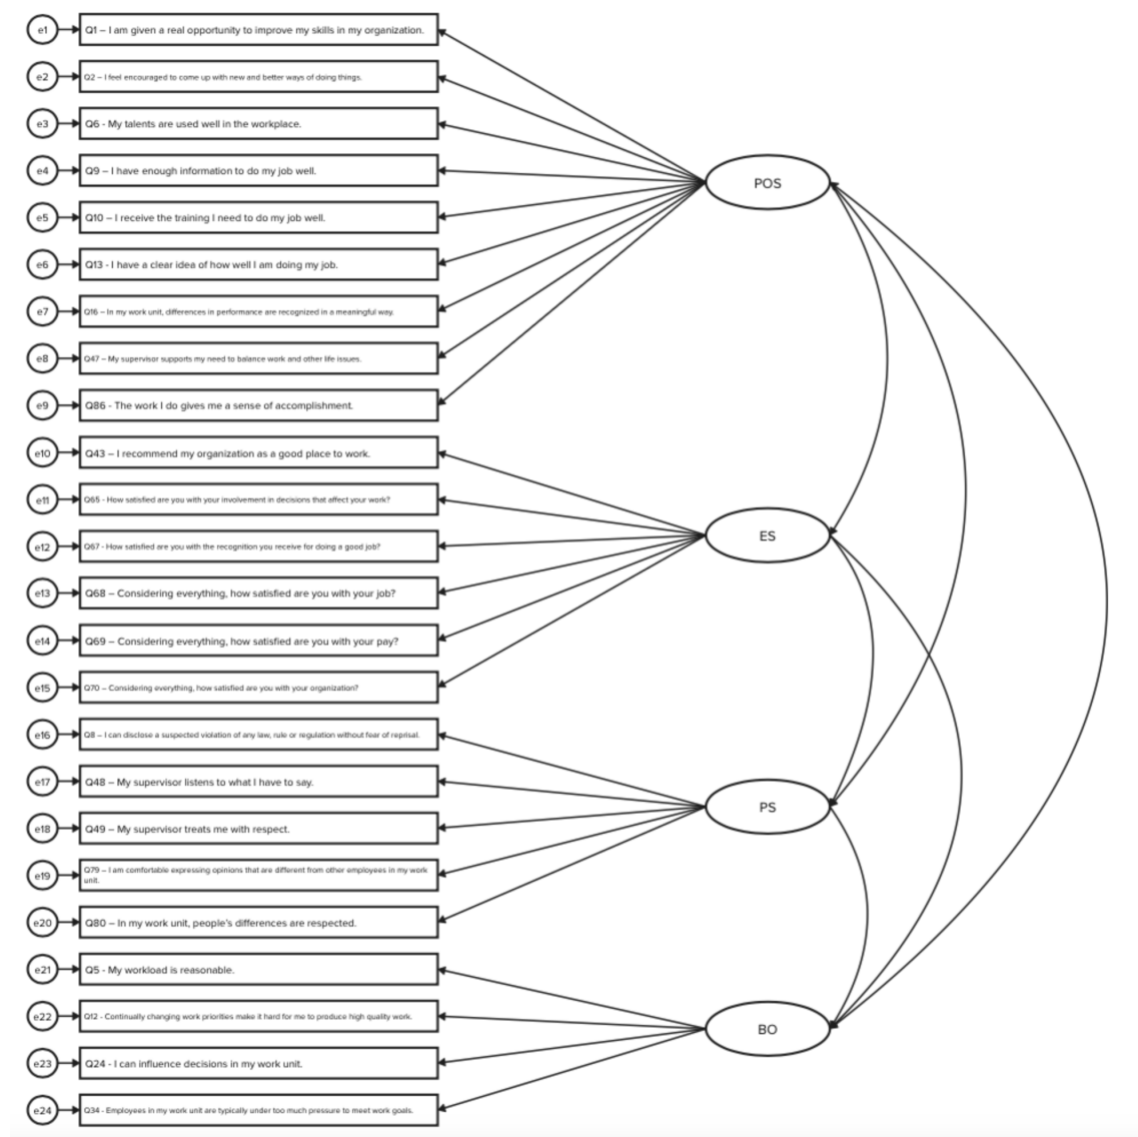 e1 Q1 – I am given a real opportunity to improve my skills in my organization.
e2 Q2 – I feel encouraged to come up with new and better ways of doing things.
e3 Q6 - My talents are used well in the workplace.
e4 Q9 – I have enough information to do my job well.
POS
e5 Q10 – I receive the training I need to do my job well.
e6 Q13 - I have a clear idea of how well I am doing my job.
e7 Q16 – In my work unit, differences in performance are recognized in a meaningful way.
e8 Q47 – My supervisor supports my need to balance work and other life issues.
e9 Q86 - The work I do gives me a sense of accomplishment.
e10 Q43 – I recommend my organization as a good place to work.
e11 Q65 - How satisfied are you with your involvement in decisions that affect your work?
ES
e12 Q67 - How satisfied are you with the recognition you receive for doing a good job?
e13 Q68 – Considering everything, how satisfied are you with your job?
e14 Q69 – Considering everything, how satisfied are you with your pay?
e15 Q70 – Considering everything, how satisfied are you with your organization?
e16 Q8 – I can disclose a suspected violation of any law, rule or regulation without fear of reprisal.
e17 Q48 – My supervisor listens to what I have to say.
PS
e18 Q49 – My supervisor treats me with respect.
e19 Q79 – I am comfortable expressing opinions that are different from other employees in my work
unit.
e20 Q80 – In my work unit, people's differences are respected.
e21 Q5 - My workload is reasonable.
e22 Q12 - Continually changing work priorities make it hard for me to produce high quality work.
BO
e23 Q24 - I can influence decisions in my work unit.
e24 Q34 - Employees in my work unit are typically under too much pressure to meet work goals.